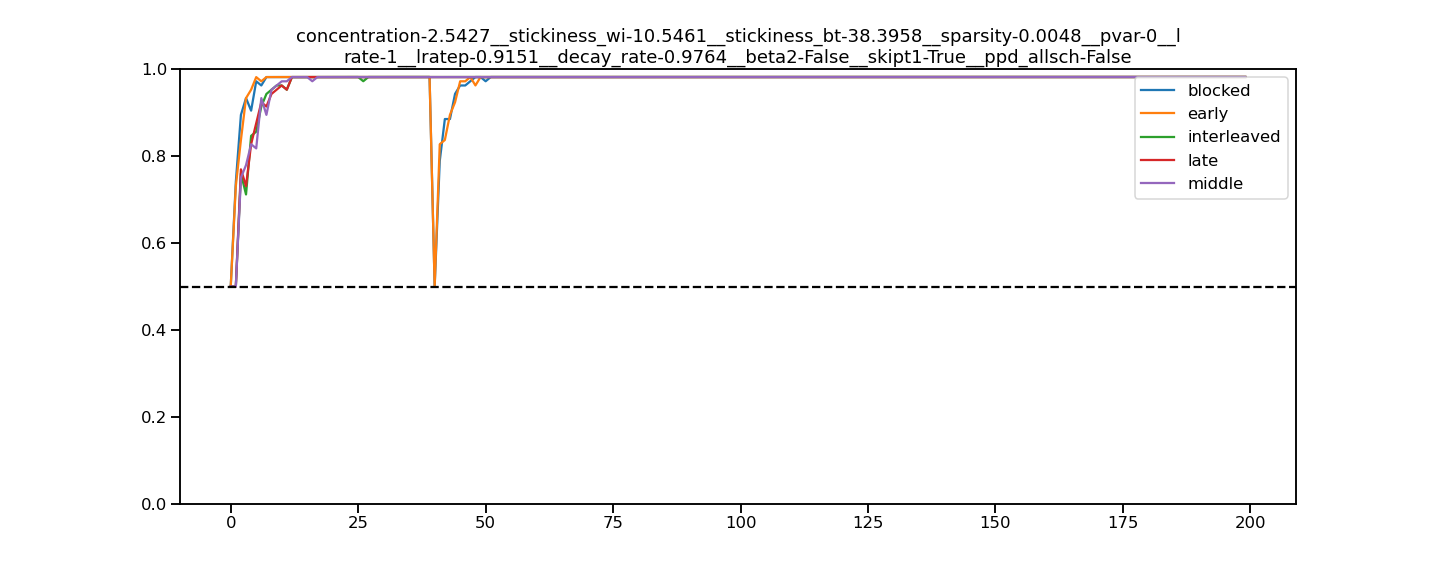 concentration-2.5427__stickiness_wi-10.5461__stickiness_bt-38.3958__sparsity-0.0048__pvar-0__l
rate-1__lratep-0.9151__decay_rate-0.9764__beta2-False__skipt1-True__ppd_allsch-False
1.0
0.8
0.6
0.4
0.2
0.0
blocked
early
interleaved
late
middle
0 25 50 75 100 125 150 175 200